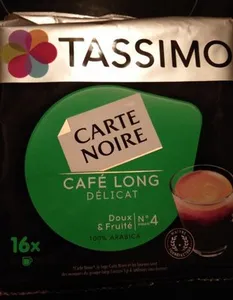 TASSIMO
CARTE
NOIRE
CAFÉ LONG
DÉLICAT
Doux
& Fruité
N°4
100% ARABICA
16x